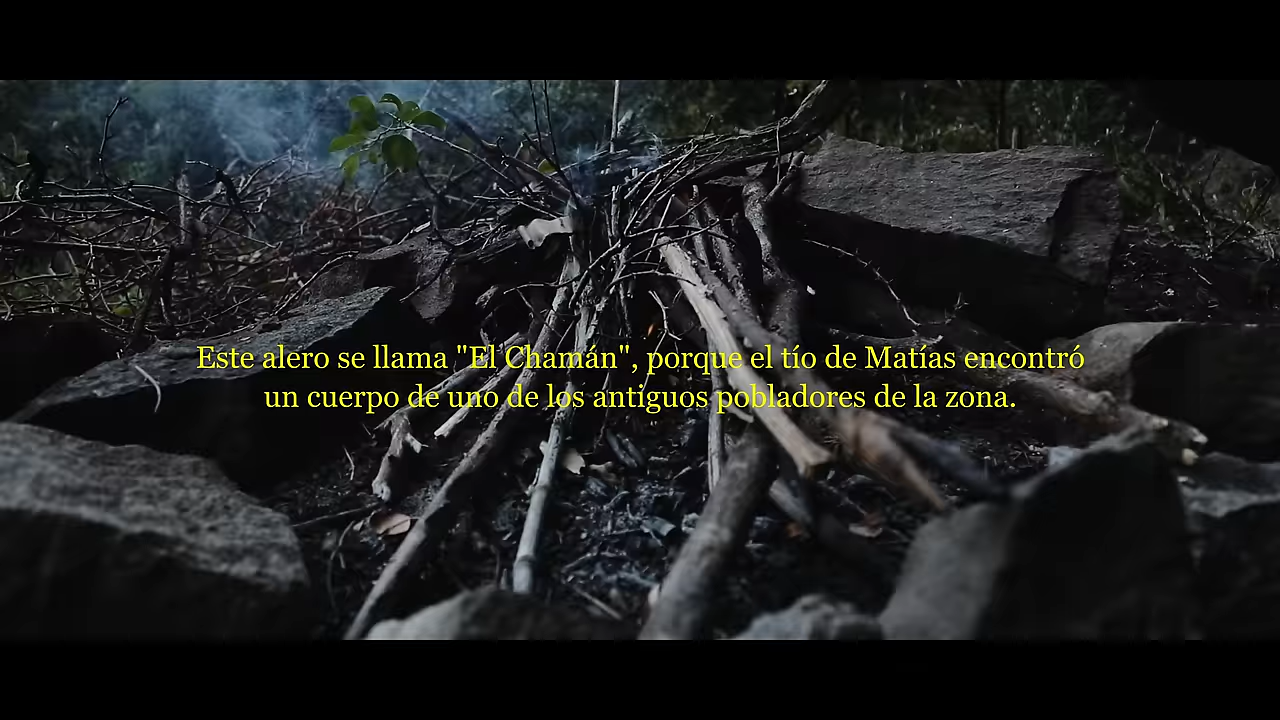 Este alero se llama "El Chamán", porque el tío de Matías encontró
un cuerpo de uno de los antiguos pobladores de la zona.